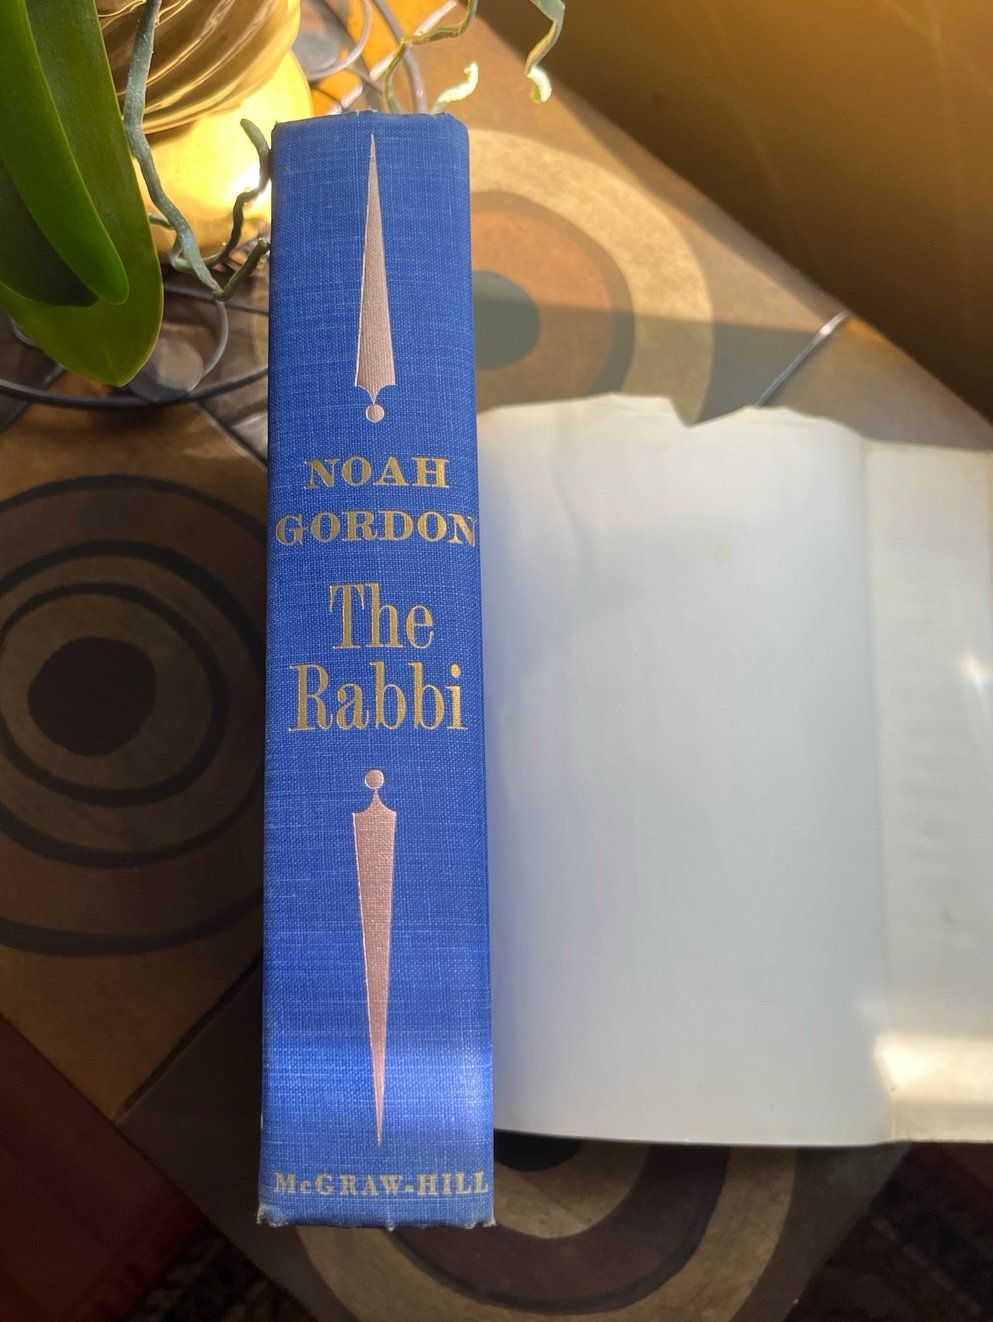 NOAH
GORDON
The
Rabbi
McGRAW-HILL